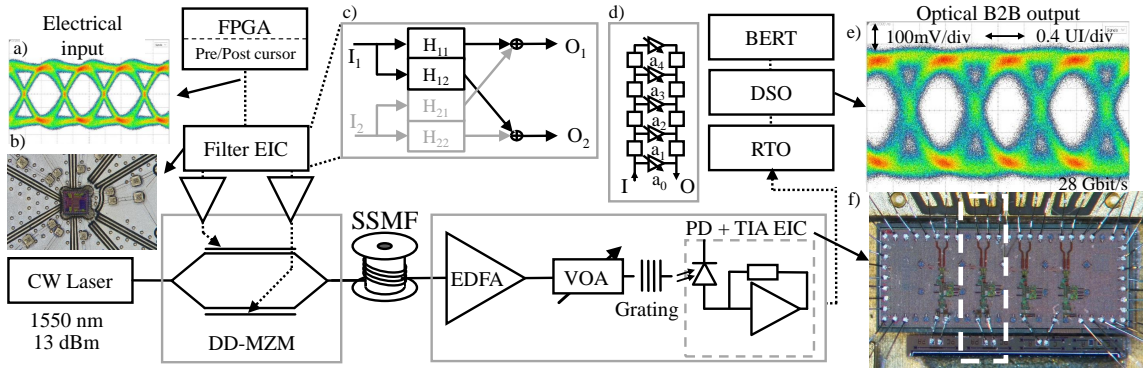 Electrical
input
a)
FPGA
Pre/Post cursor
b)
Filter EIC
c)
I1
H11
H12
I2
H21
H22
O1
O2
d)
a4
a3
a2
a1
a0
I
O
BERT
DSO
RTO
Optical B2B output
e)
100mV/div
0.4 UI/div
28 Gbit/s
f)
CW Laser
1550 nm
13 dBm
DD-MZM
SSMF
EDFA
VOA
Grating
PD + TIA EIC